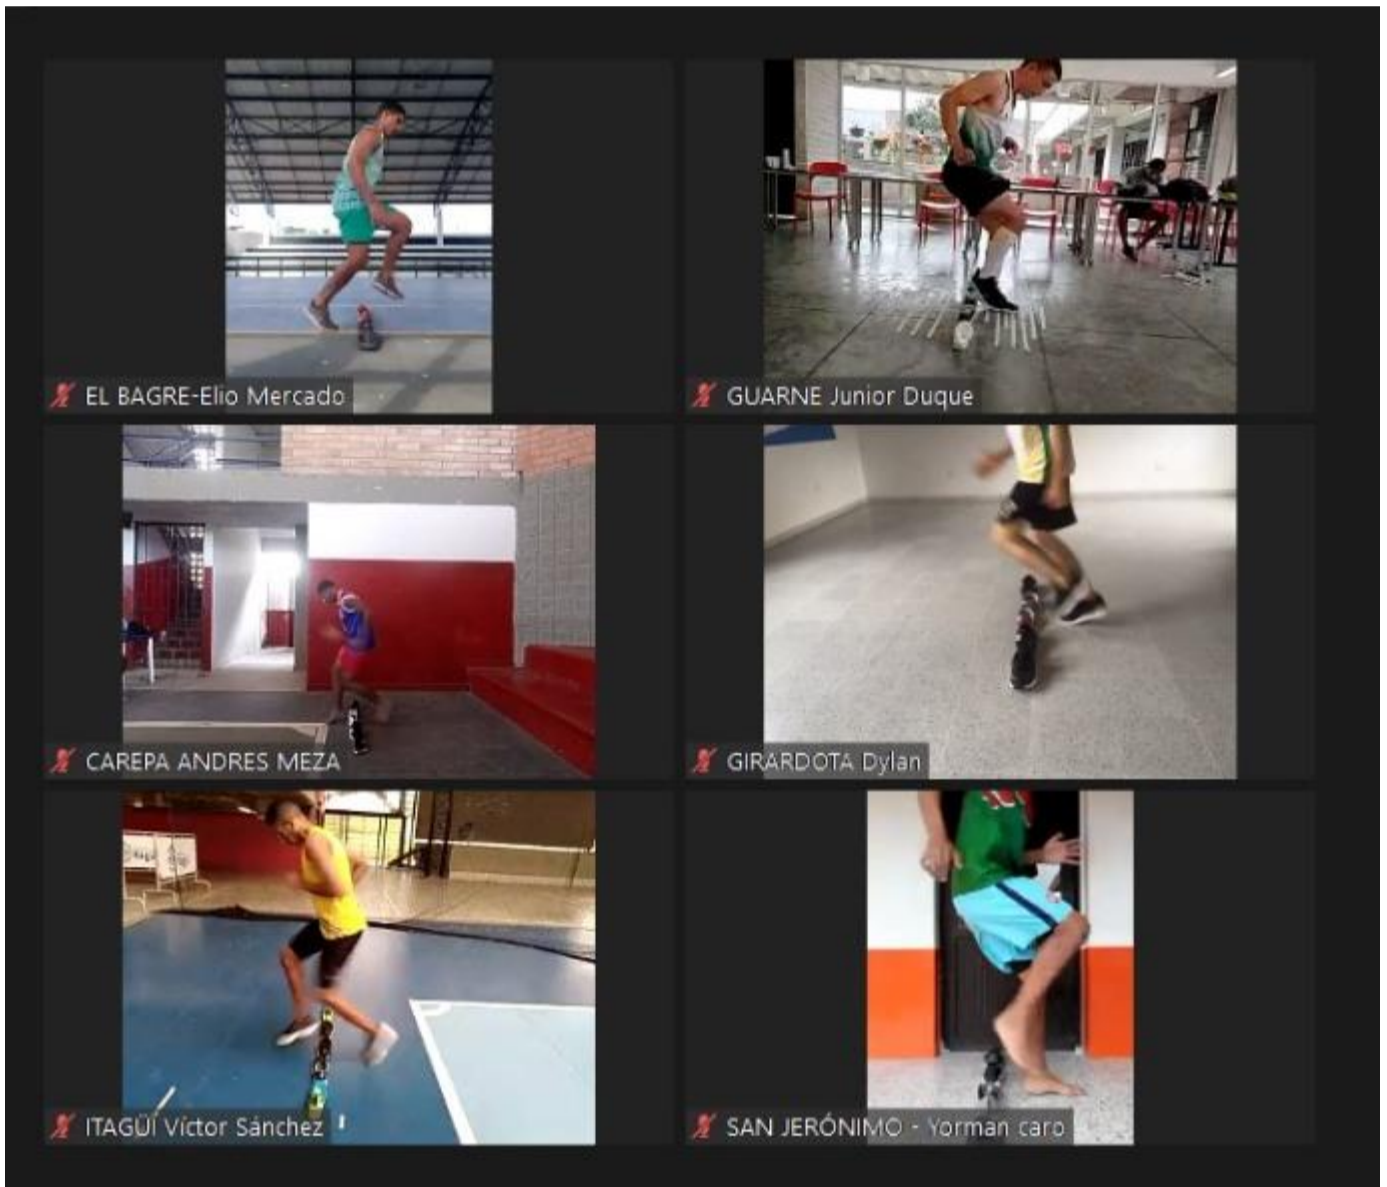 EL BAGRE-Elio Mercado
GUARNE Junior Duque
CAREPA ANDRES MEZA
GIRARDOTA Dylan
ITAGÜÍ Víctor Sánchez
SAN JERÓNIMO - Yorman caro